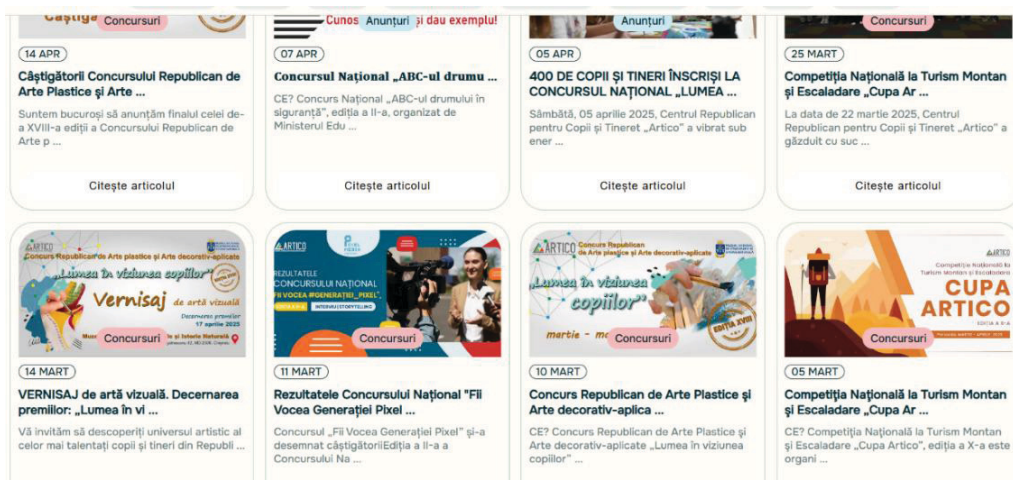 Concursuri
14 APR
Câștigătorii Concursului Republican de
Arte Plastice și Arte ...
Suntem bucuroși să anunțăm finalul celei de-
a XVIII-a ediții a Concursului Republican de
Arte p ...
Citește articolul
Cunos
Anunțuri
și dau exemplu!
07 APR
Concursul Național „ABC-ul drumu ...
CE? Concurs Național „ABC-ul drumului în
siguranță”, ediția a II-a, organizat de
Ministerul Edu ...
Citește articolul
Anunțuri
05 APR
400 DE COPII ȘI TINERI ÎNSCRIȘI LA
CONCURSUL NAȚIONAL „LUMEA ...
Sâmbătă, 05 aprilie 2025, Centrul Republican
pentru Copii și Tineret „Artico” a vibrat sub
ener ...
Citește articolul
Concursuri
25 MART
Competiția Națională la Turism Montan
și Escaladare „Cupa Ar ...
La data de 22 martie 2025, Centrul
Republican pentru Copii și Tineret „Artico” a
găzduit cu suc ...
Citește articolul
ARTICO
Concurs Republican de Arte plastice și Arte decorativ-aplicate
„Lumea în viziunea copiilor”
Vernisaj de artă vizuală
Decernarea premiilor
17 aprilie 2025
Concursuri
și Istorie Naturală
14 MART
VERNISAJ de artă vizuală. Decernarea
premiilor: „Lumea în vi ...
Vă invităm să descoperiți universul artistic al
celor mai talentați copii și tineri din Republi ...
ARTICO
REZULTATELE
CONCURSULUI NAȚIONAL
"FII VOCEA #GENERAȚIEI_PIXEL",
INTERVIU/STORYTELLING
Concursuri
11 MART
Rezultatele Concursului Național "Fii
Vocea Generației Pixel ...
Concursul „Fii Vocea Generației Pixel” și-a
desemnat câștigătoriiEdiția a II-a a
Concursului Na ...
ARTICO
Concurs Republican
de Arte plastice și Arte decorativ-aplicate
„Lumea în viziunea
copiilor”
martie - m
EDIȚIA XVIII
Concursuri
10 MART
Concurs Republican de Arte Plastice și
Arte decorativ-aplica ...
CE? Concurs Republican de Arte Plastice și
Arte decorativ-aplicate „Lumea în viziunea
copiilor” ...
ARTICO
Competiția Națională la
Turism Montan și Escaladare
CUPA
ARTICO
EDIȚIA A X-A
Concursuri
05 MART
Competiția Națională la Turism Montan
și Escaladare „Cupa Ar ...
CE? Competiția Națională la Turism Montan
și Escaladare „Cupa Artico”, ediția a X-a este
organi ...